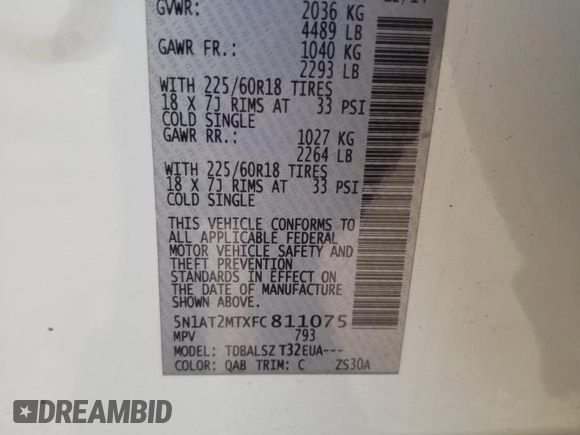 GVWR: 2036 KG
4489 LB
GAWR FR.: 1040 KG
2293 LB
WITH 225/60R18 TIRES
18 X 7J RIMS AT 33 PSI
COLD SINGLE
GAWR RR.: 1027 KG
2264 LB
WITH 225/60R18 TIRES
18 X 7J RIMS AT 33 PSI
COLD SINGLE
THIS VEHICLE CONFORMS TO
ALL APPLICABLE FEDERAL
MOTOR VEHICLE SAFETY AND
THEFT PREVENTION
STANDARDS IN EFFECT ON
THE DATE OF MANUFACTURE
SHOWN ABOVE.
5N1AT2MTXFC811075
MPV 793
MODEL: TDBALSZ T32EUA---
COLOR: QAB TRIM: C ZS30A
DREAMBID